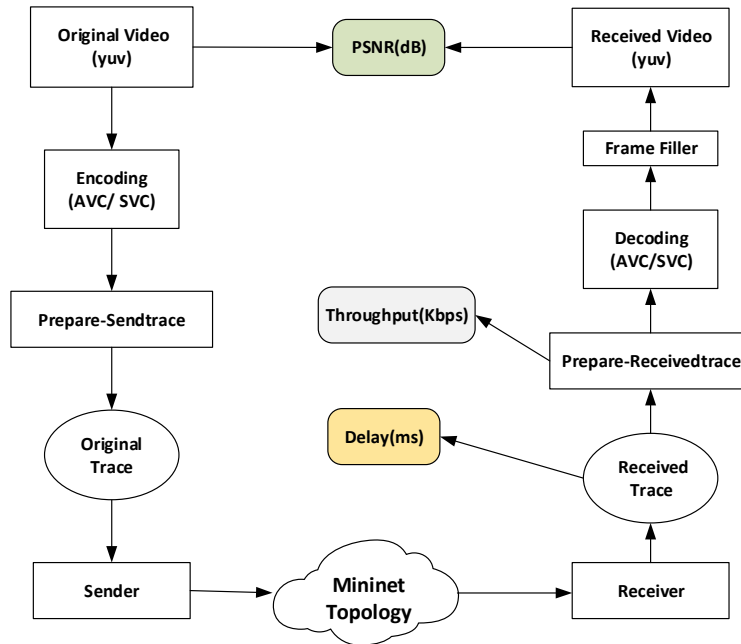 Original Video
(yuv)
PSNR(dB)
Received Video
(yuv)
Frame Filler
Encoding
(AVC/ SVC)
Decoding
(AVC/SVC)
Prepare-Sendtrace
Throughput(Kbps)
Prepare-Receivedtrace
Original
Trace
Delay(ms)
Received
Trace
Sender
Mininet
Topology
Receiver